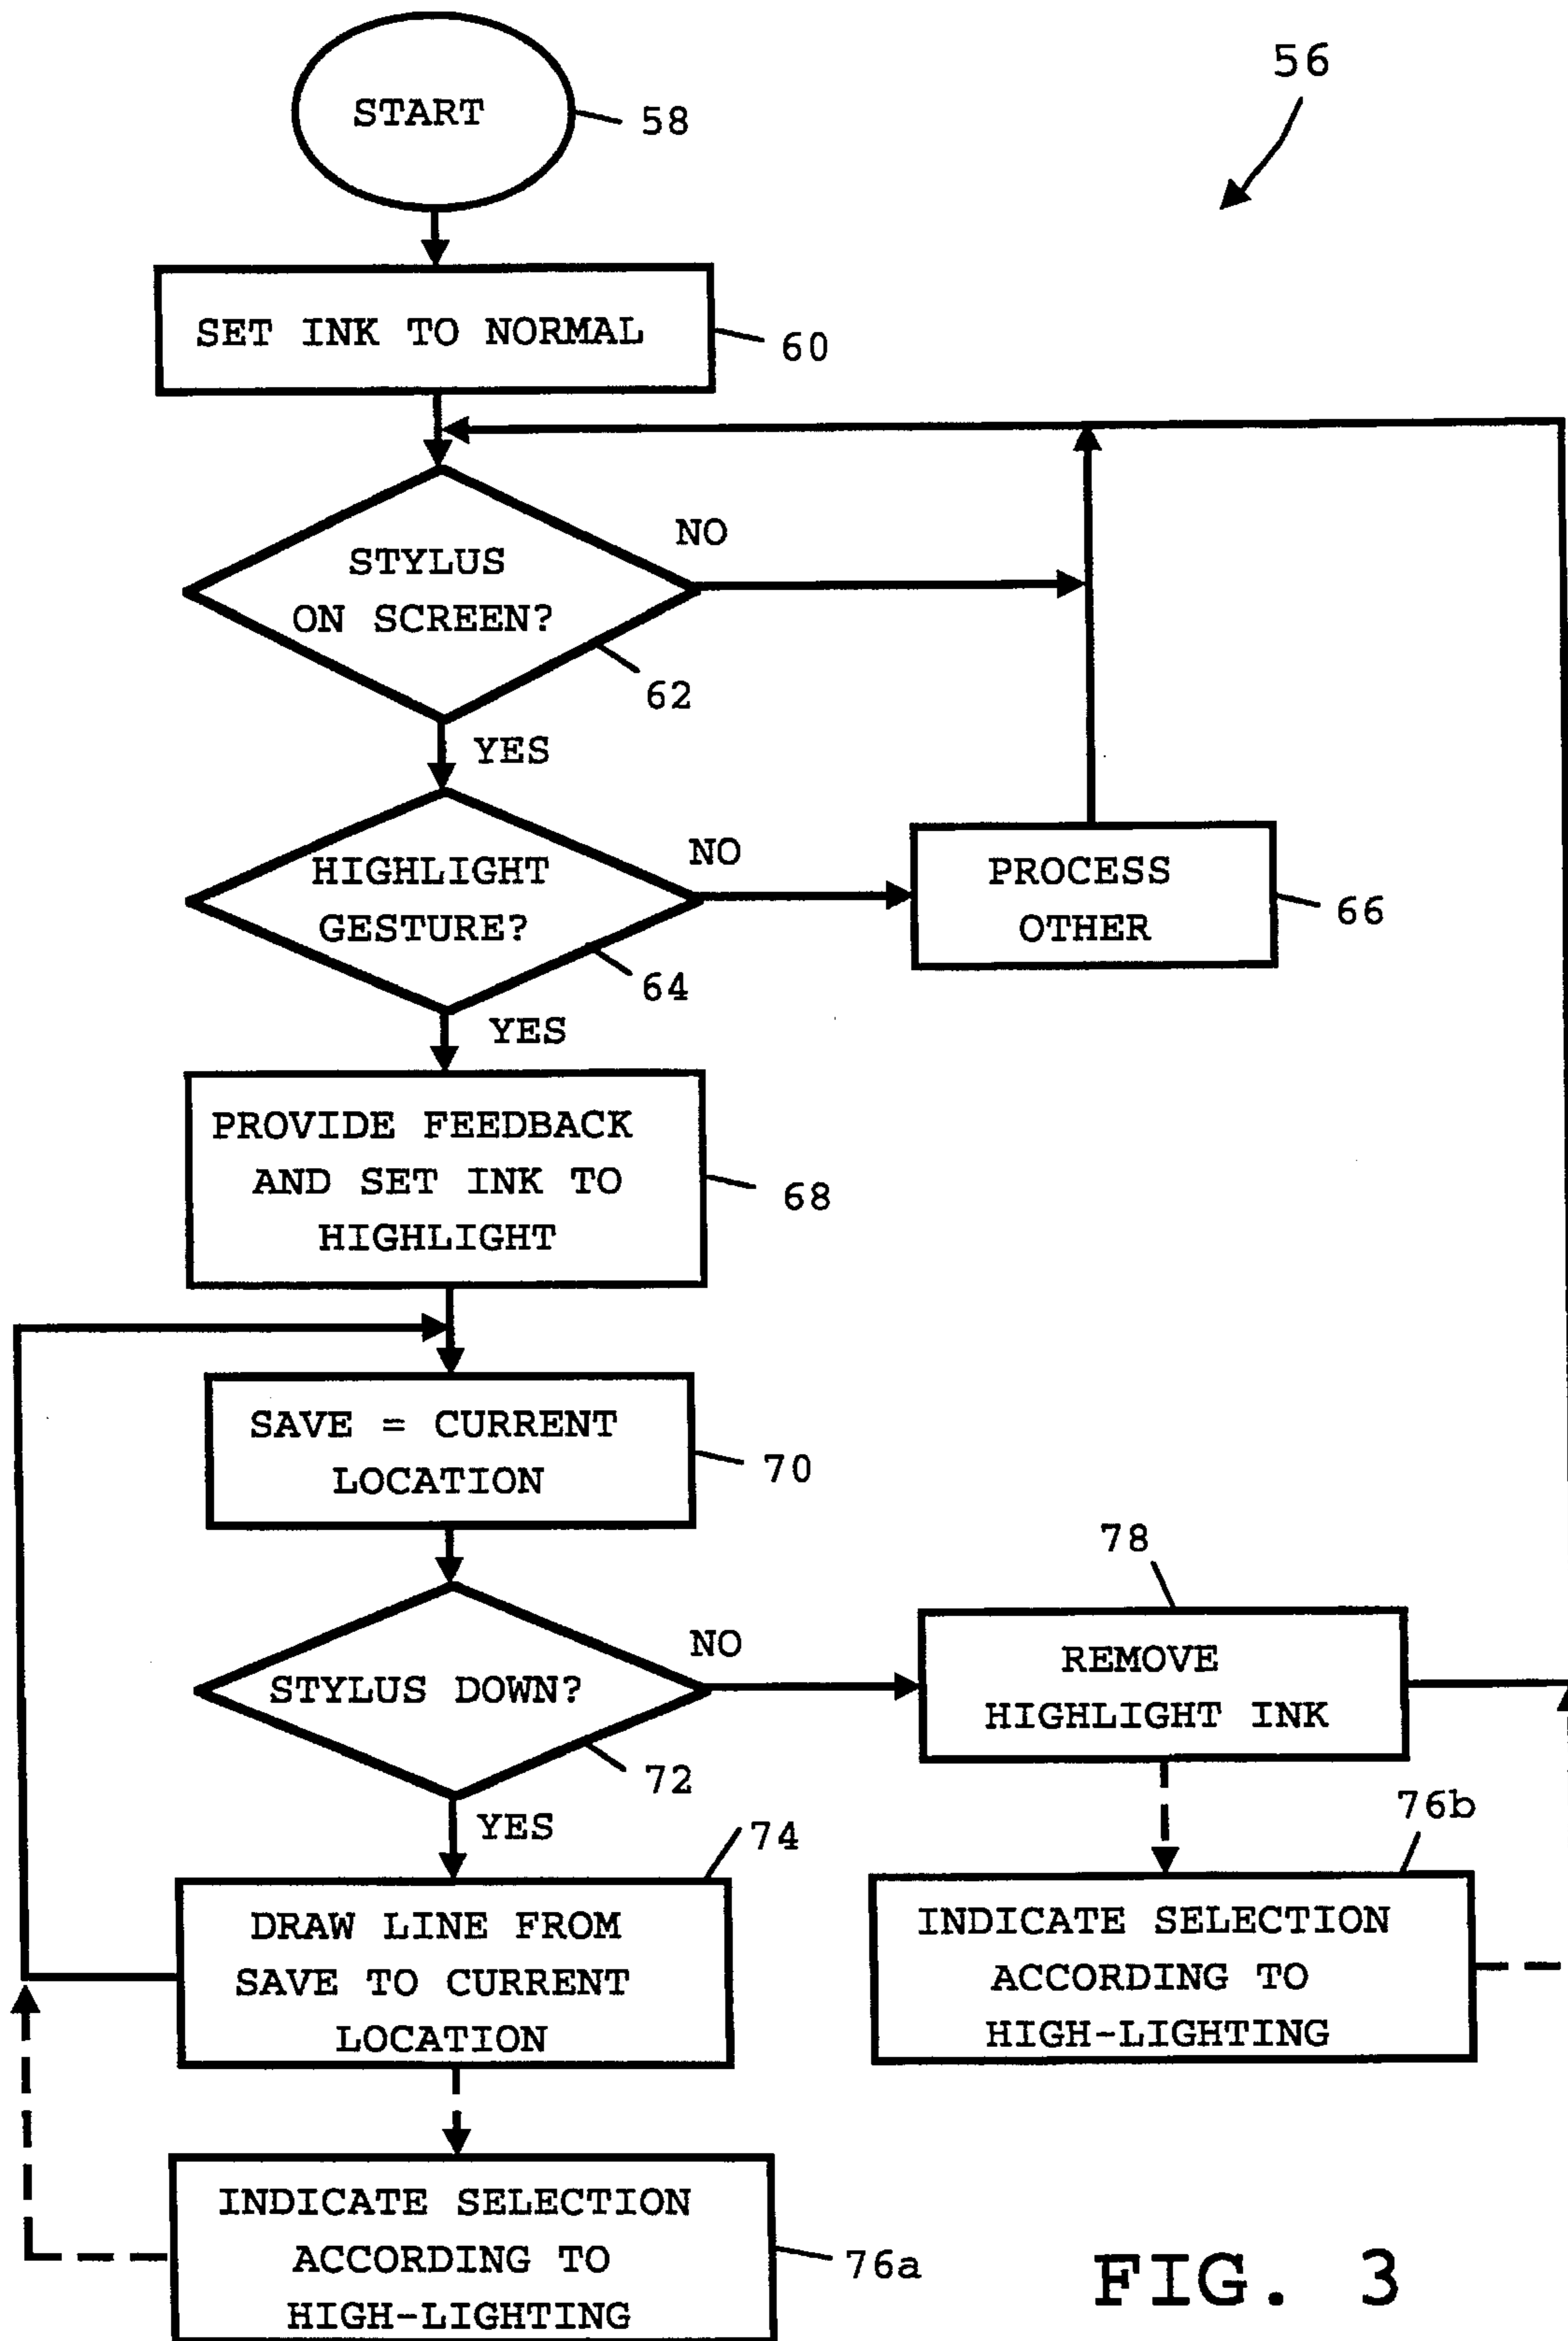 56
START
58
SET INK TO NORMAL
60
NO
STYLUS
ON SCREEN?
62
YES
HIGHLIGHT
GESTURE?
NO
64
PROCESS
OTHER
66
YES
PROVIDE FEEDBACK
AND SET INK TO
HIGHLIGHT
68
SAVE = CURRENT
LOCATION
70
STYLUS DOWN?
NO
72
78
REMOVE
HIGHLIGHT INK
YES
74
DRAW LINE FROM
SAVE TO CURRENT
LOCATION
76b
INDICATE SELECTION
ACCORDING TO
HIGH-LIGHTING
INDICATE SELECTION
ACCORDING TO
HIGH-LIGHTING
76a
FIG. 3